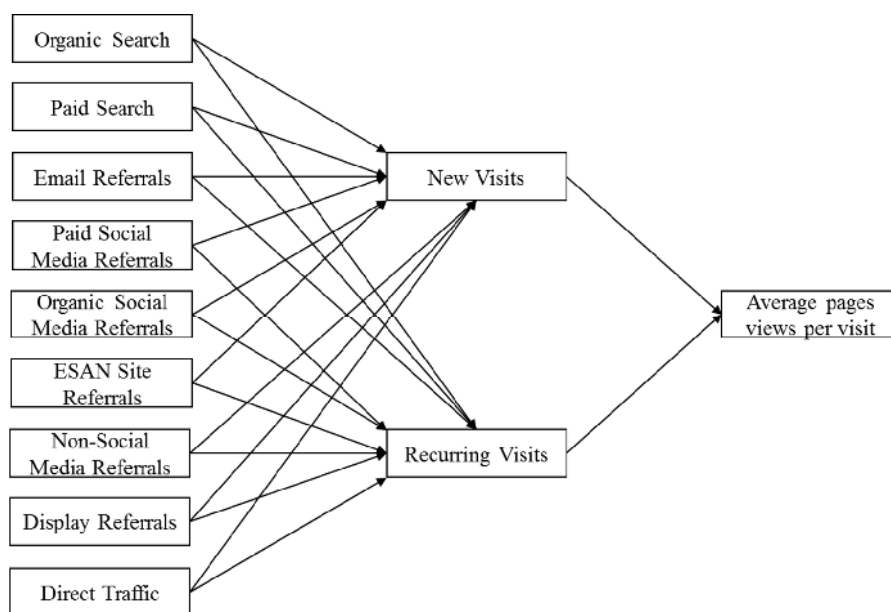 Organic Search
Paid Search
Email Referrals
Paid Social
Media Referrals
Organic Social
Media Referrals
ESAN Site
Referrals
Non-Social
Media Referrals
Display Referrals
Direct Traffic
New Visits
Recurring Visits
Average pages
views per visit